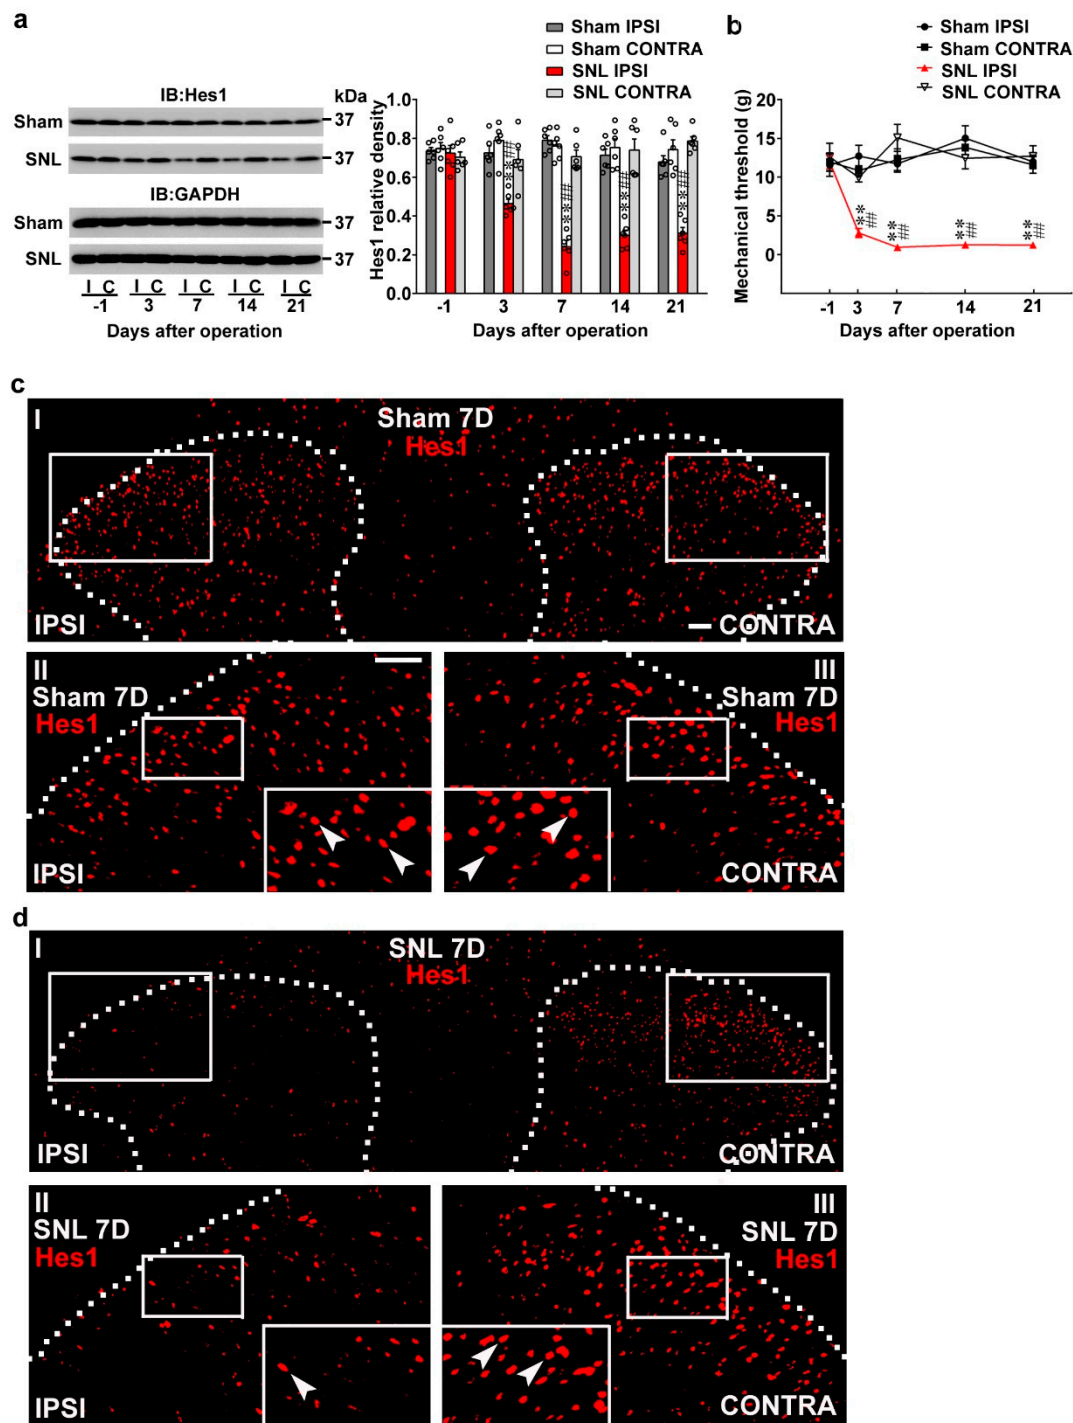 a
IB:Hes1
kDa
Sham
37
SNL
37
IB:GAPDH
Sham
37
SNL
37
I C I C I C I C I C
-1 3 7 14 21
Days after operation
Sham IPSI
Sham CONTRA
SNL IPSI
SNL CONTRA
Hes1 relative density
1.0
0.8
0.6
0.4
0.2
0.0
**##
**##
**##
**##
-1 3 7 14 21
Days after operation
b
Sham IPSI
Sham CONTRA
SNL IPSI
SNL CONTRA
Mechanical threshold (g)
20
15
10
5
0
**
##
**
##
**
##
**
##
-1 3 7 14 21
Days after operation
c
I
Sham 7D
Hes1
IPSI
CONTRA
II
Sham 7D
Hes1
IPSI
III
Sham 7D
Hes1
CONTRA
d
I
SNL 7D
Hes1
IPSI
CONTRA
II
SNL 7D
Hes1
IPSI
III
SNL 7D
Hes1
CONTRA